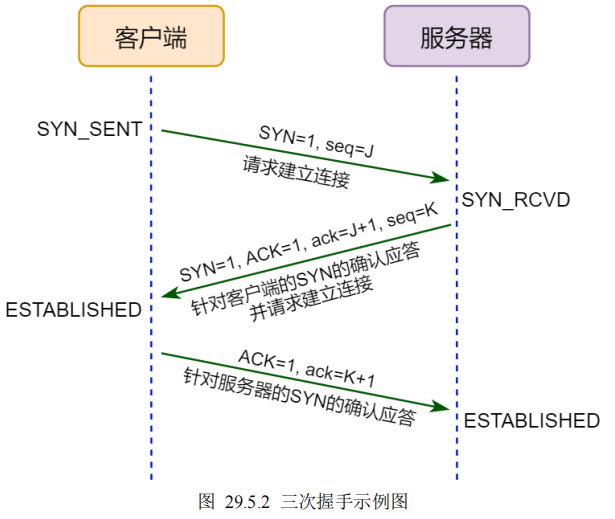 客户端
服务器
SYN_SENT
SYN=1, seq=J
请求建立连接
SYN_RCVD
SYN=1, ACK=1, ack=J+1, seq=K
针对客户端的SYN的确认应答
并请求建立连接
ESTABLISHED
ACK=1, ack=K+1
针对服务器的SYN的确认应答
ESTABLISHED
图 29.5.2 三次握手示例图